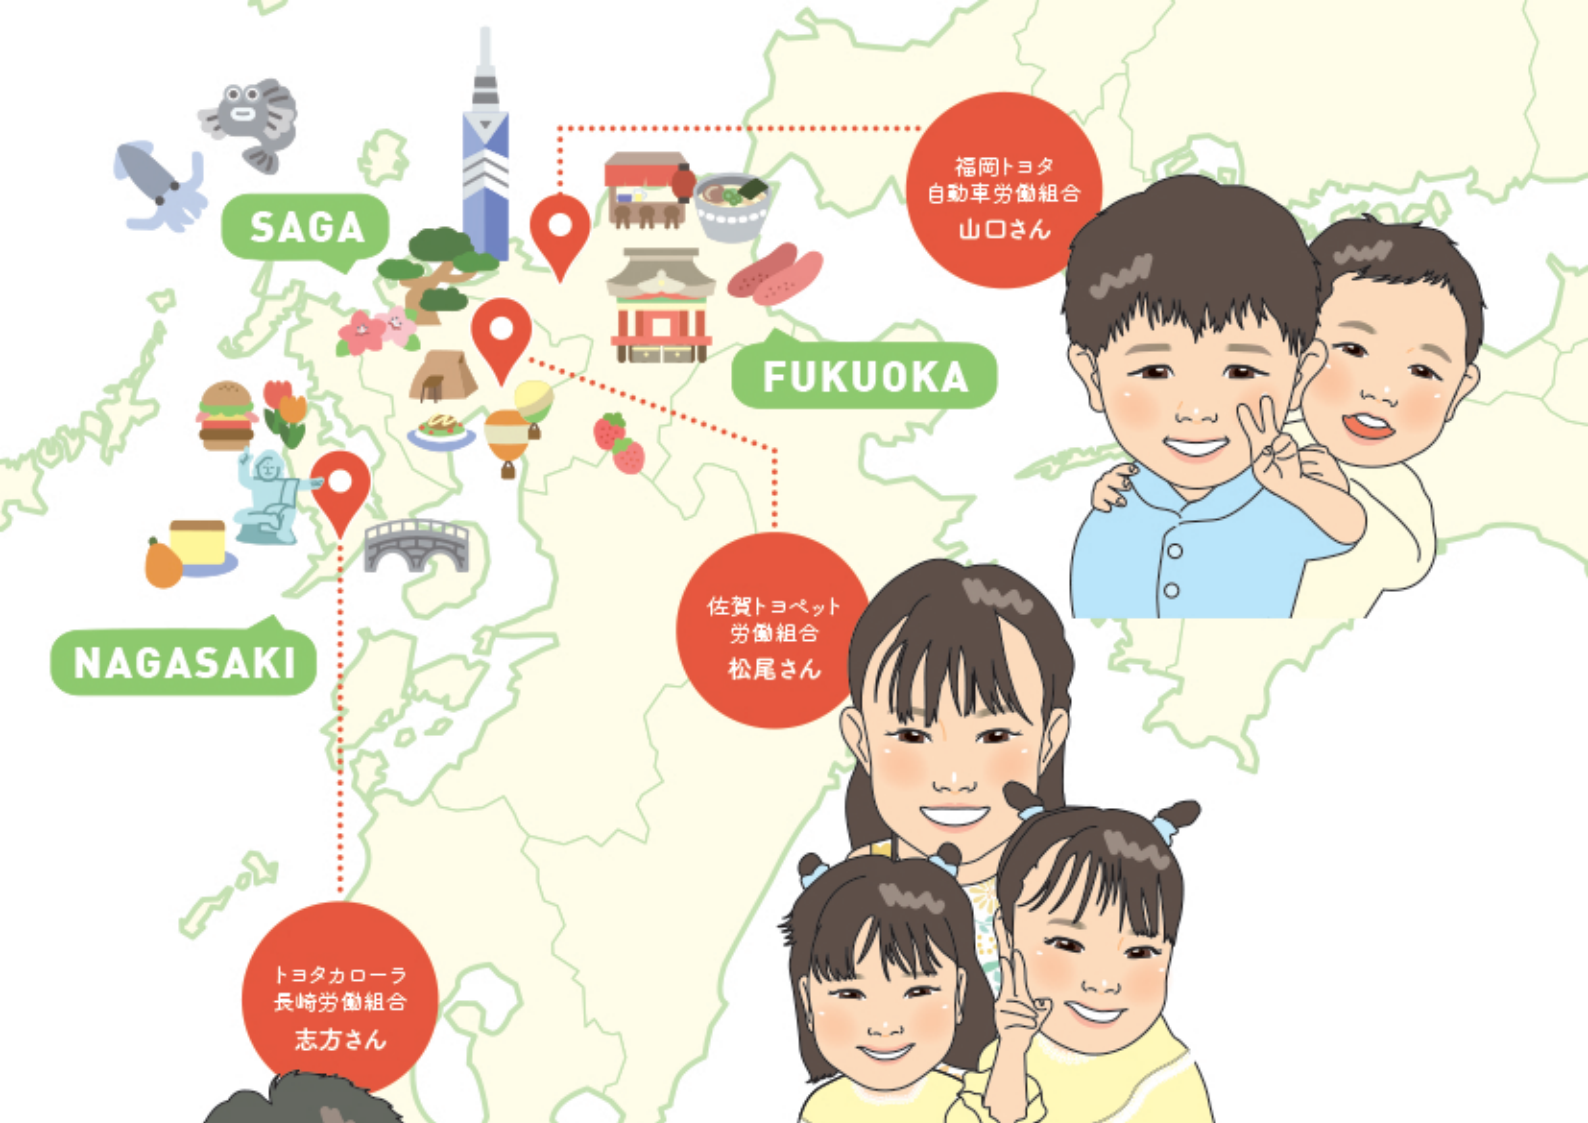 SAGA
福岡トヨタ
自動車労働組合
山口さん
FUKUOKA
佐賀トヨペット
労働組合
松尾さん
NAGASAKI
トヨタカローラ
長崎労働組合
志方さん